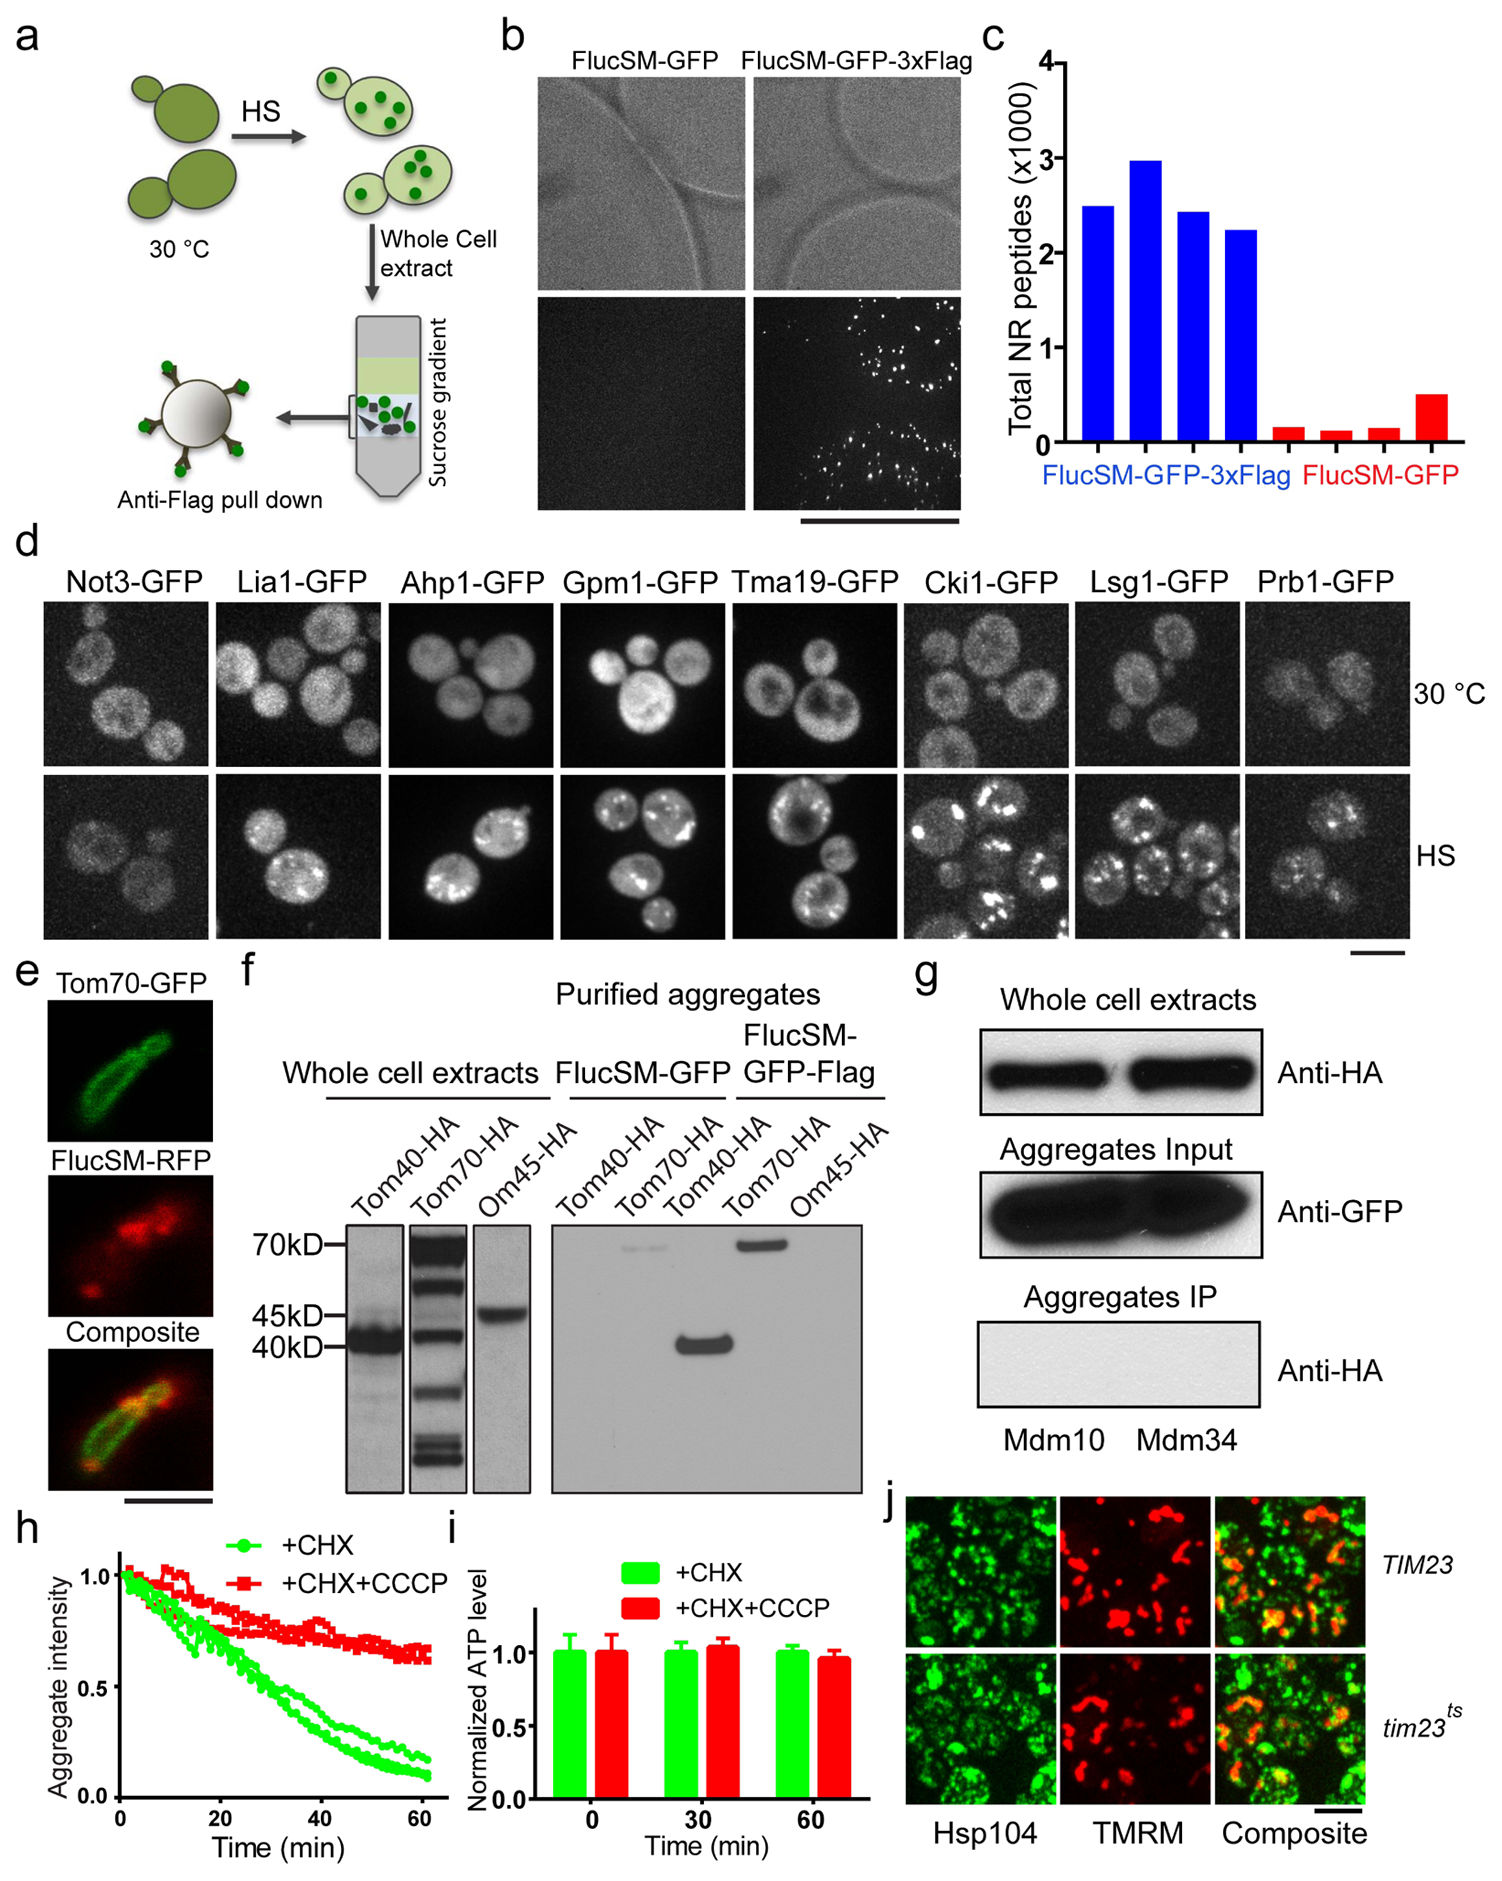 a
HS
30 °C
Whole Cell
extract
Sucrose gradient
Anti-Flag pull down
b
FlucSM-GFP
FlucSM-GFP-3xFlag
c
Total NR peptides (x1000)
4
3
2
1
0
FlucSM-GFP-3xFlag
FlucSM-GFP
d
Not3-GFP
Lia1-GFP
Ahp1-GFP
Gpm1-GFP
Tma19-GFP
Cki1-GFP
Lsg1-GFP
Prb1-GFP
30 °C
HS
e
Tom70-GFP
FlucSM-RFP
Composite
f
Purified aggregates
Whole cell extracts
FlucSM-GFP
FlucSM-
GFP-Flag
Tom40-HA
Tom70-HA
Om45-HA
Tom40-HA
Tom70-HA
Tom40-HA
Tom70-HA
Om45-HA
70kD
45kD
40kD
g
Whole cell extracts
Anti-HA
Aggregates Input
Anti-GFP
Aggregates IP
Anti-HA
Mdm10
Mdm34
h
+CHX
+CHX+CCCP
Aggregate intensity
1.0
0.5
0.0
0
20
40
60
Time (min)
i
+CHX
+CHX+CCCP
Normalized ATP level
1.0
0.5
0.0
0
30
60
Time (min)
j
TIM23
tim23ts
Hsp104
TMRM
Composite